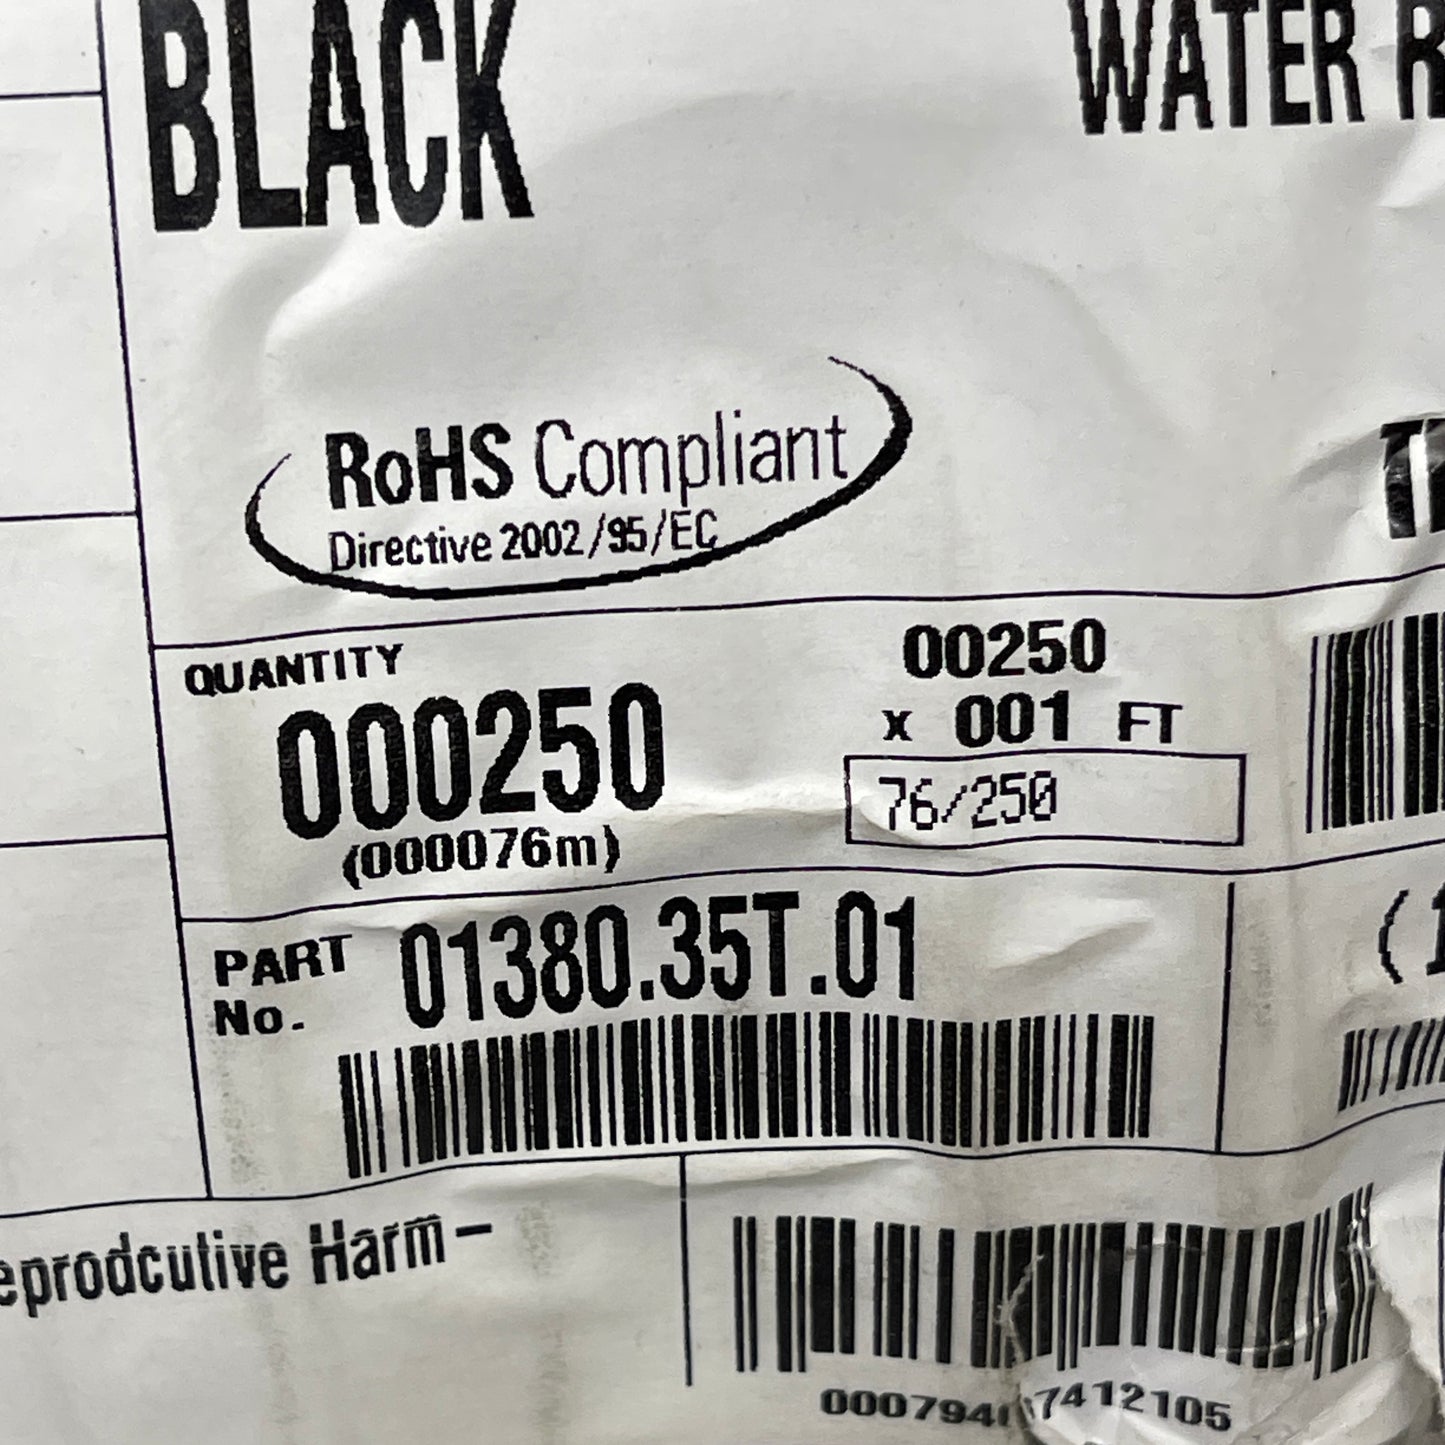 BLACK
WATER
RoHS Compliant
Directive 2002/95/EC
QUANTITY
000250
(000076m)
00250
x 001 FT
76/250
PART
No.
01380.35T.01
eprodcutive Harm-